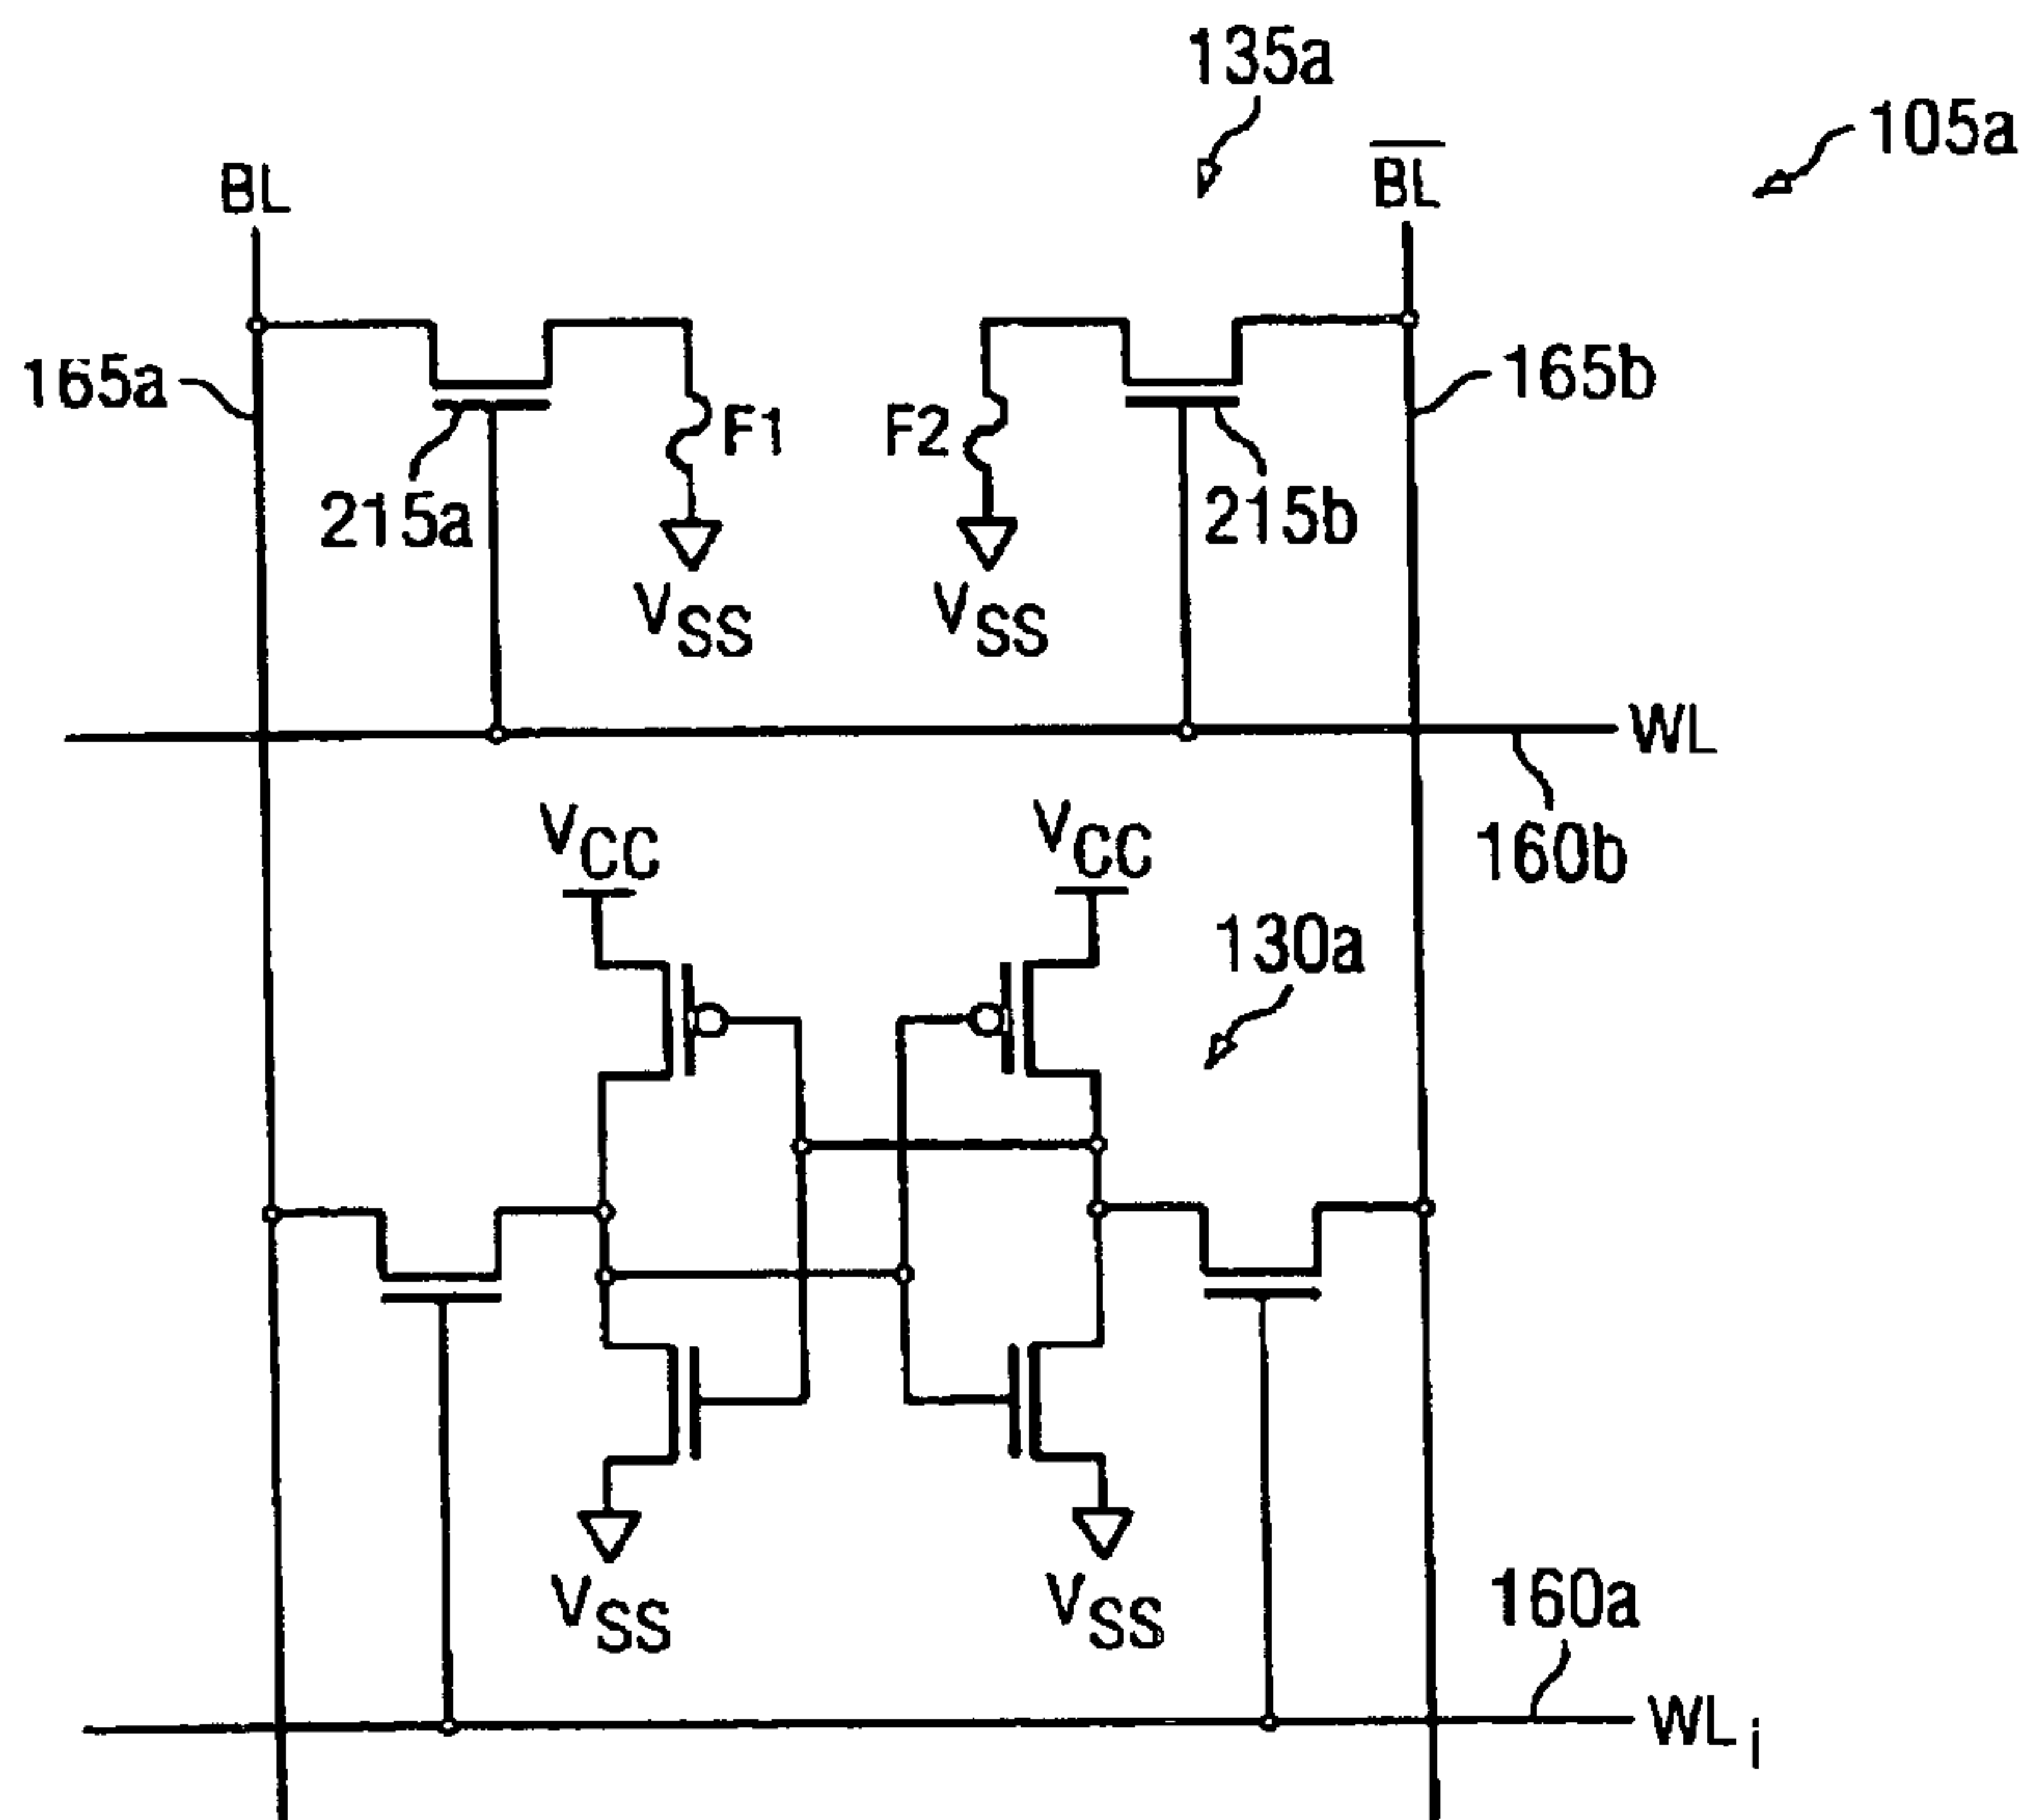 135a
105a
BL
B̅L̅
165a
F1
F2
165b
215a
215b
VSS
VSS
WL
VCC
VCC
160b
130a
VSS
VSS
160a
WLi